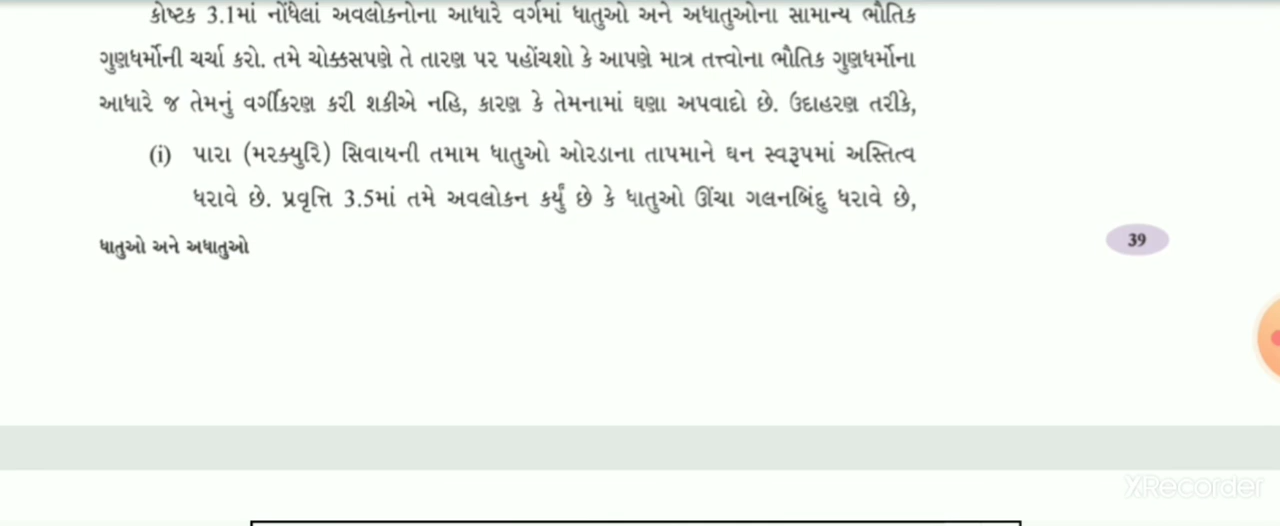 કોષ્ટક 3.1માં નોંધેલાં અવલોકનોના આધારે વર્ગમાં ધાતુઓ અને અધાતુઓના સામાન્ય ભૌતિક
ગુણધર્મોની ચર્ચા કરો. તમે ચોક્કસપણે તે તારણ પર પહોંચશો કે આપણે માત્ર તત્ત્વોના ભૌતિક ગુણધર્મોના
આધારે જ તેમનું વર્ગીકરણ કરી શકીએ નહિ, કારણ કે તેમનામાં ઘણા અપવાદો છે. ઉદાહરણ તરીકે,
(i) પારા (મરક્યુરિ) સિવાયની તમામ ધાતુઓ ઓરડાના તાપમાને ઘન સ્વરૂપમાં અસ્તિત્વ
ધરાવે છે. પ્રવૃત્તિ 3.5માં તમે અવલોકન કર્યું છે કે ધાતુઓ ઊંચા ગલનબિંદુ ધરાવે છે,
ધાતુઓ અને અધાતુઓ
39
XRecorder